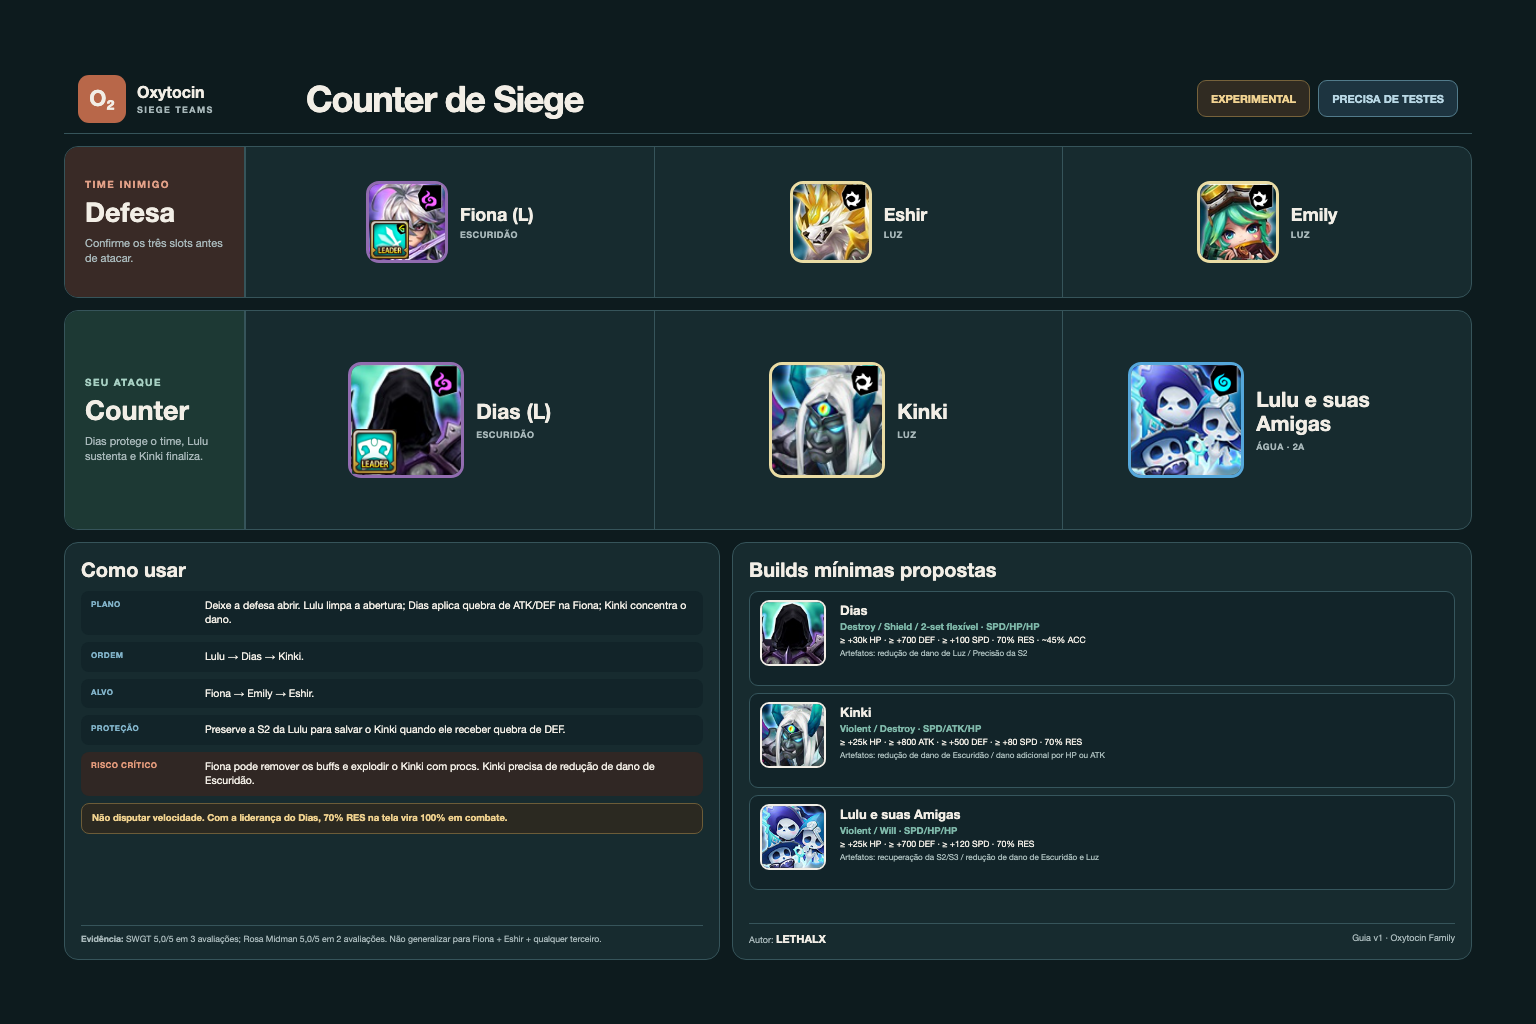 O2
Oxytocin
SIEGE TEAMS
Counter de Siege
EXPERIMENTAL
PRECISA DE TESTES
TIME INIMIGO
Defesa
Confirme os três slots antes
de atacar.
LEADER
Fiona (L)
ESCURIDÃO
Eshir
LUZ
Emily
LUZ
SEU ATAQUE
Counter
Dias protege o time, Lulu
sustenta e Kinki finaliza.
LEADER
Dias (L)
ESCURIDÃO
Kinki
LUZ
Lulu e suas
Amigas
ÁGUA · 2A
Como usar
PLANO
Deixe a defesa abrir. Lulu limpa a abertura; Dias aplica quebra de ATK/DEF na Fiona; Kinki concentra o
dano.
ORDEM
Lulu → Dias → Kinki.
ALVO
Fiona → Emily → Eshir.
PROTEÇÃO
Preserve a S2 da Lulu para salvar o Kinki quando ele receber quebra de DEF.
RISCO CRÍTICO
Fiona pode remover os buffs e explodir o Kinki com procs. Kinki precisa de redução de dano de
Escuridão.
Não disputar velocidade. Com a liderança do Dias, 70% RES na tela vira 100% em combate.
Evidência: SWGT 5,0/5 em 3 avaliações; Rosa Midman 5,0/5 em 2 avaliações. Não generalizar para Fiona + Eshir + qualquer terceiro.
Builds mínimas propostas
Dias
Destroy / Shield / 2-set flexível · SPD/HP/HP
≥ +30k HP · ≥ +700 DEF · ≥ +100 SPD · 70% RES · ~45% ACC
Artefatos: redução de dano de Luz / Precisão da S2
Kinki
Violent / Destroy · SPD/ATK/HP
≥ +25k HP · ≥ +800 ATK · ≥ +500 DEF · ≥ +80 SPD · 70% RES
Artefatos: redução de dano de Escuridão / dano adicional por HP ou ATK
Lulu e suas Amigas
Violent / Will · SPD/HP/HP
≥ +25k HP · ≥ +700 DEF · ≥ +120 SPD · 70% RES
Artefatos: recuperação da S2/S3 / redução de dano de Escuridão e Luz
Autor: LETHALX
Guia v1 · Oxytocin Family